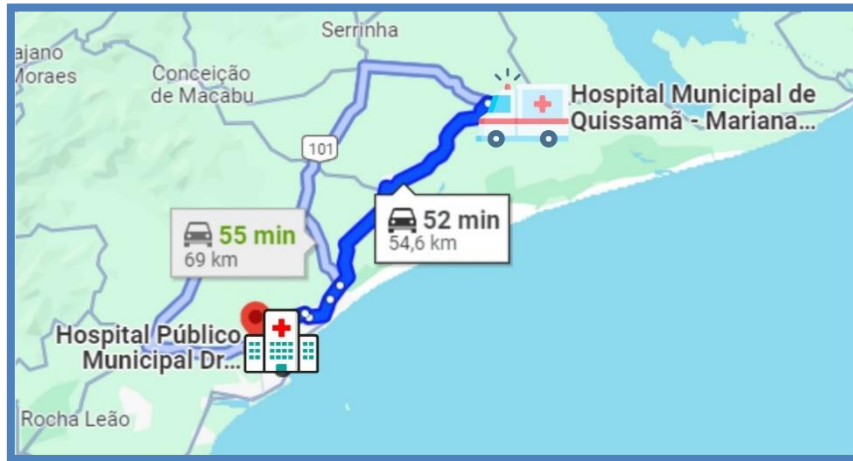 Serrinha
ajano
Moraes
Conceição
de Macabu
Hospital Municipal de
Quissamã - Mariana...
101
52 min
54,6 km
55 min
69 km
Hospital Público
Municipal Dr...
Rocha Leão